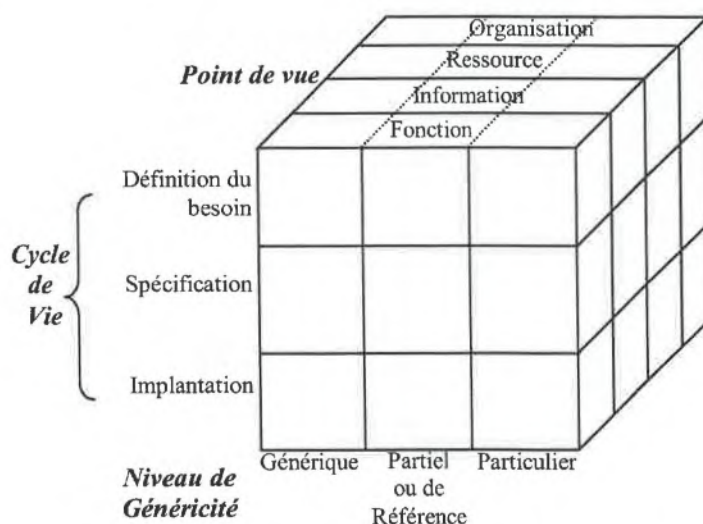 Organisation
Ressource
Point de vue
Information
Fonction
Définition du
besoin
Cycle
de
Vie
Spécification
Implantation
Niveau de
Généricité
Générique
Partiel
ou de
Référence
Particulier